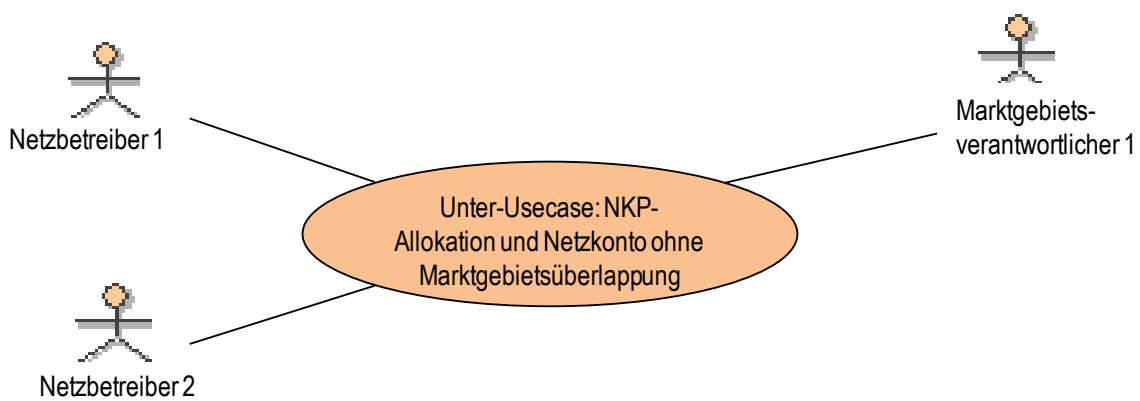 Netzbetreiber 1
Marktgebiets-
verantwortlicher 1
Unter-Usecase: NKP-
Allokation und Netzkonto ohne
Marktgebietsüberlappung
Netzbetreiber 2